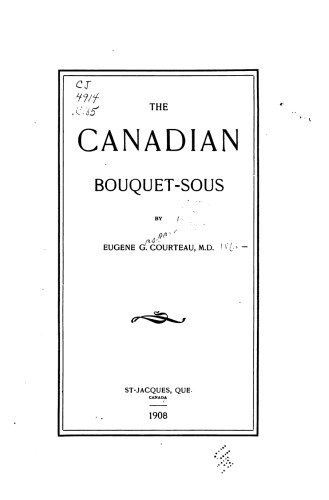 CJ
4914
.C85
THE
CANADIAN
BOUQUET-SOUS
BY
EUGENE G. COURTEAU, M.D.
ST-JACQUES, QUE.
CANADA
1908